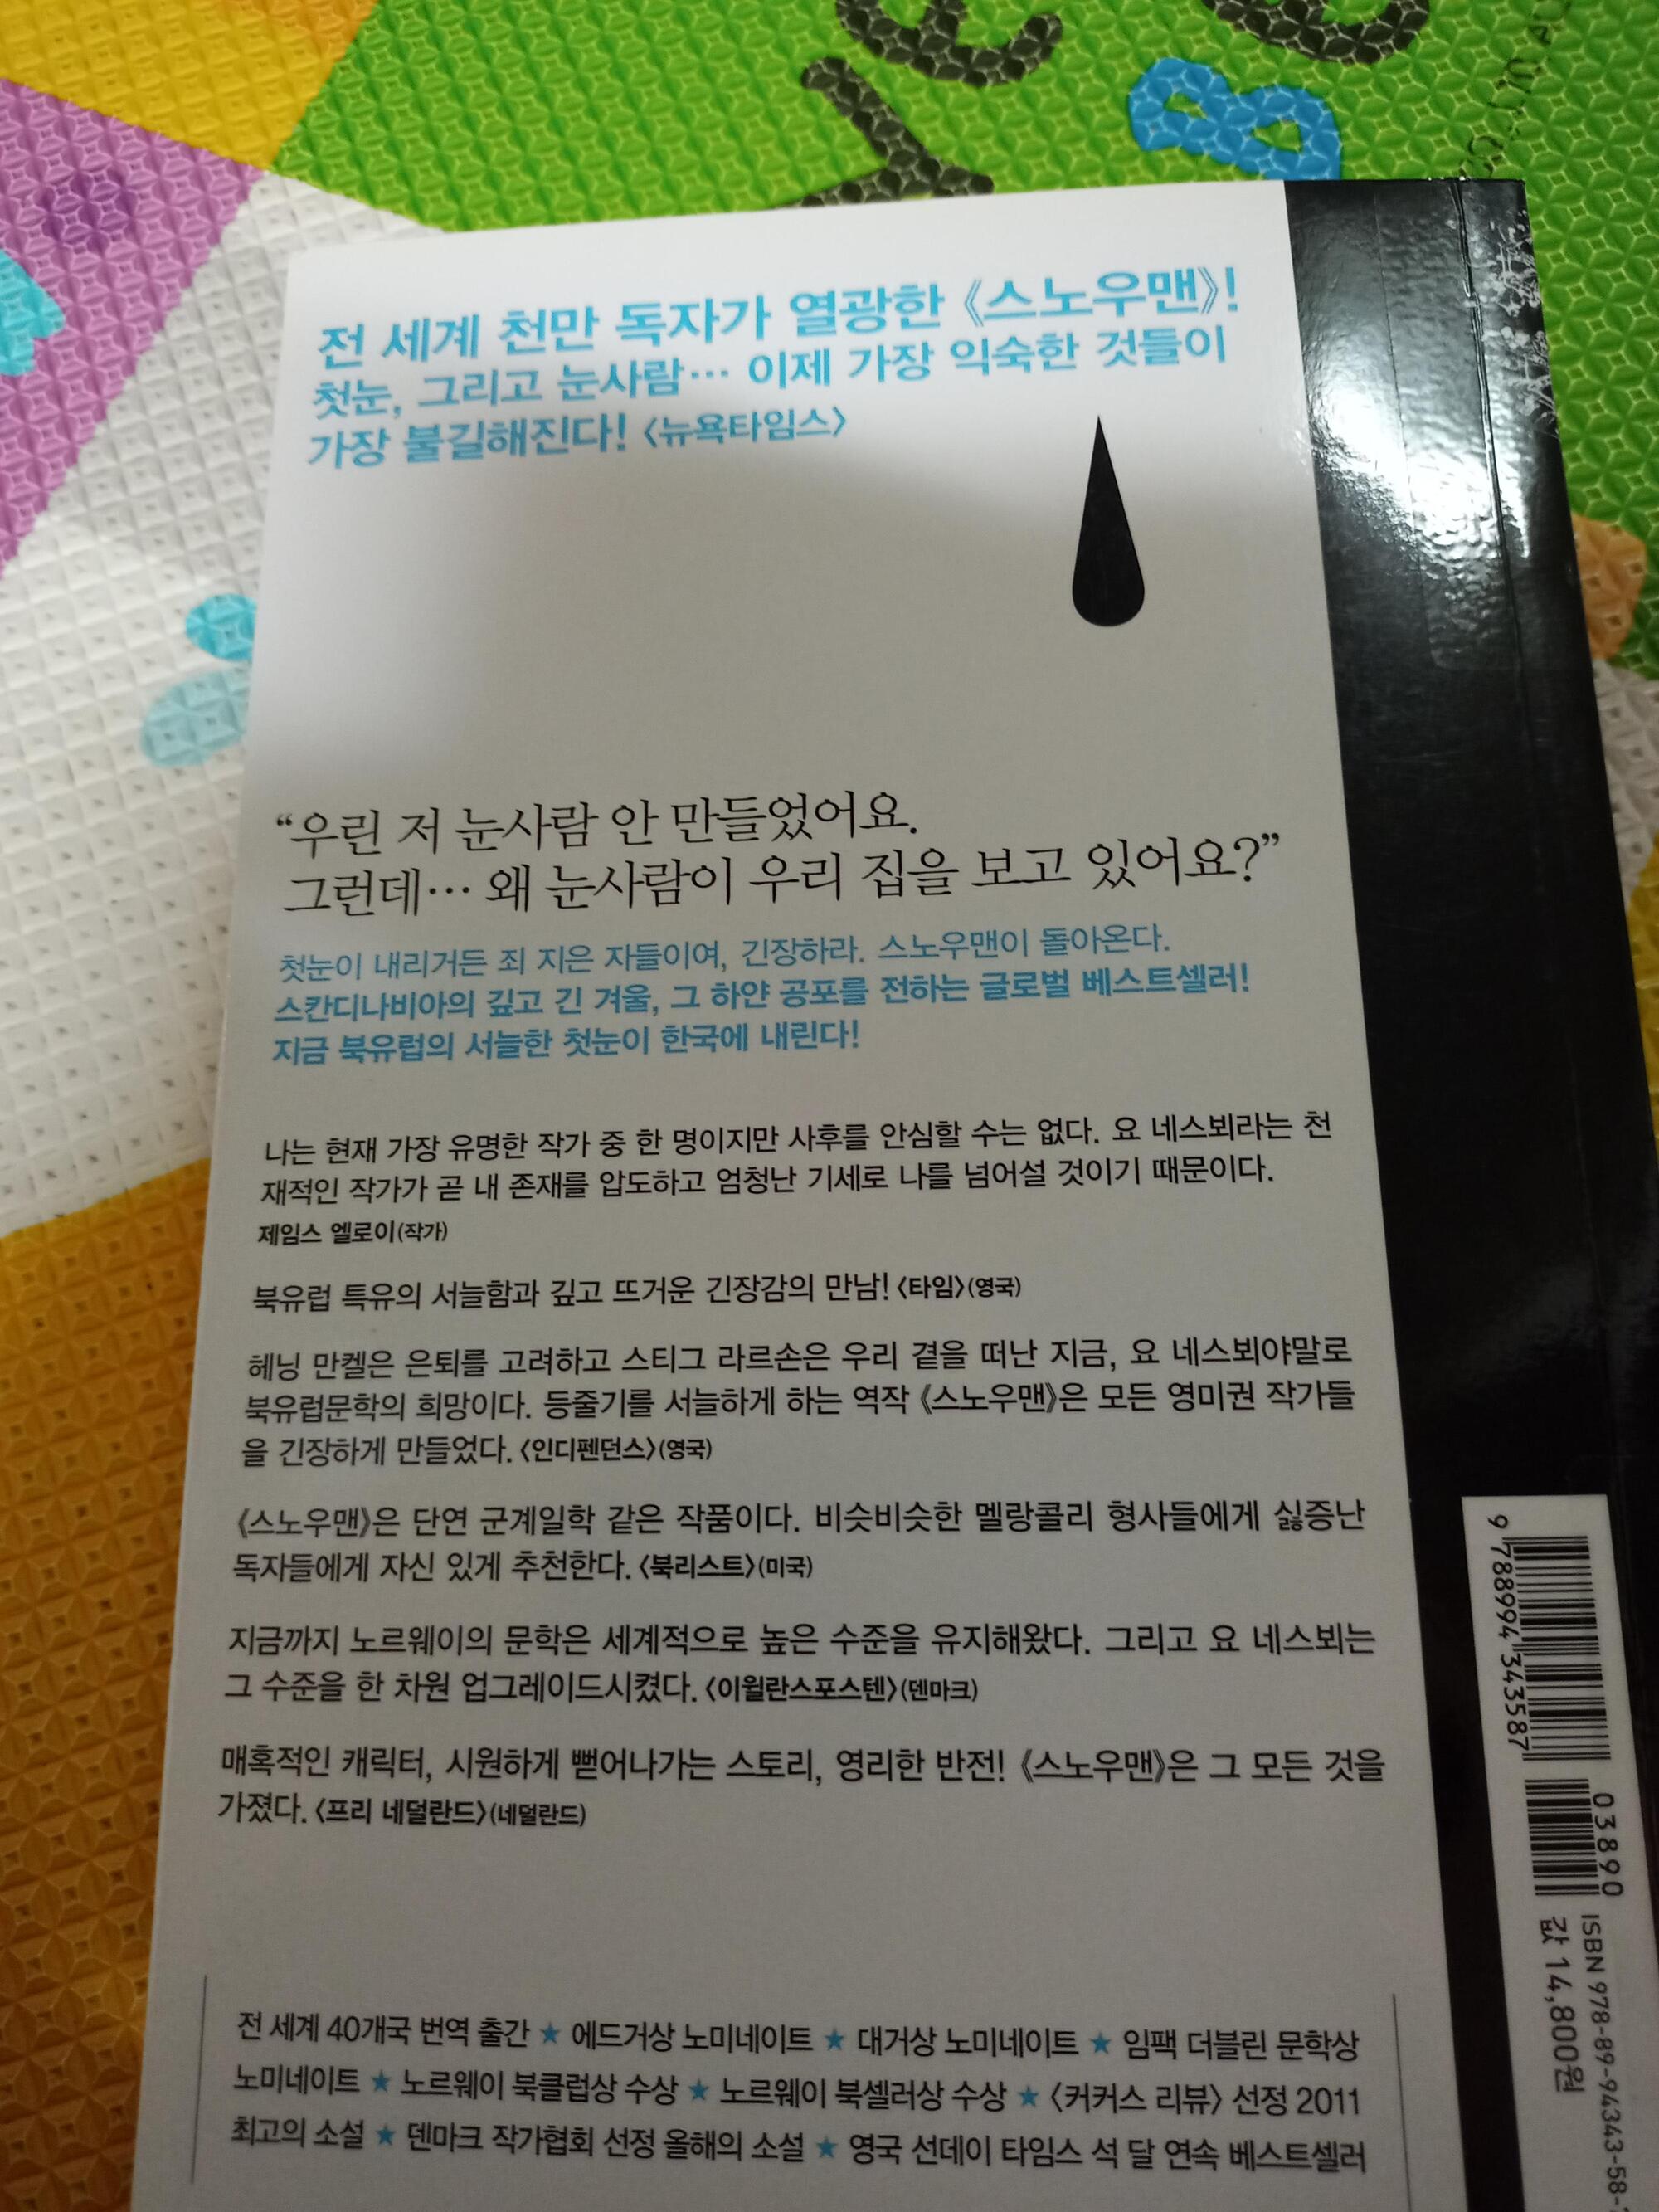 전 세계 천만 독자가 열광한 《스노우맨》!
첫눈, 그리고 눈사람… 이제 가장 익숙한 것들이
가장 불길해진다! 〈뉴욕타임스〉
“우린 저 눈사람 안 만들었어요.
그런데… 왜 눈사람이 우리 집을 보고 있어요?”
첫눈이 내리거든 죄 지은 자들이여, 긴장하라. 스노우맨이 돌아온다.
스칸디나비아의 깊고 긴 겨울, 그 하얀 공포를 전하는 글로벌 베스트셀러!
지금 북유럽의 서늘한 첫눈이 한국에 내린다!
나는 현재 가장 유명한 작가 중 한 명이지만 사후를 안심할 수는 없다. 요 네스뵈라는 천
재적인 작가가 곧 내 존재를 압도하고 엄청난 기세로 나를 넘어설 것이기 때문이다.
제임스 엘로이(작가)
북유럽 특유의 서늘함과 깊고 뜨거운 긴장감의 만남! 〈타임〉(영국)
헤닝 만켈은 은퇴를 고려하고 스티그 라르손은 우리 곁을 떠난 지금, 요 네스뵈야말로
북유럽문학의 희망이다. 등줄기를 서늘하게 하는 역작 《스노우맨》은 모든 영미권 작가들
을 긴장하게 만들었다. 〈인디펜던스〉(영국)
《스노우맨》은 단연 군계일학 같은 작품이다. 비슷비슷한 멜랑콜리 형사들에게 싫증난
독자들에게 자신 있게 추천한다. 〈북리스트〉(미국)
지금까지 노르웨이의 문학은 세계적으로 높은 수준을 유지해왔다. 그리고 요 네스뵈는
그 수준을 한 차원 업그레이드시켰다. 〈이윌란스포스텐〉(덴마크)
매혹적인 캐릭터, 시원하게 뻗어나가는 스토리, 영리한 반전! 《스노우맨》은 그 모든 것을
가졌다. 〈프리 네덜란드〉(네덜란드)
전 세계 40개국 번역 출간 ★ 에드거상 노미네이트 ★ 대거상 노미네이트 ★ 임팩 더블린 문학상
노미네이트 ★ 노르웨이 북클럽상 수상 ★ 노르웨이 북셀러상 수상 ★ 〈커커스 리뷰〉 선정 2011
최고의 소설 ★ 덴마크 작가협회 선정 올해의 소설 ★ 영국 선데이 타임스 석 달 연속 베스트셀러
9 788994 343587
03890
ISBN 978-89-94343-58-
값 14,800원